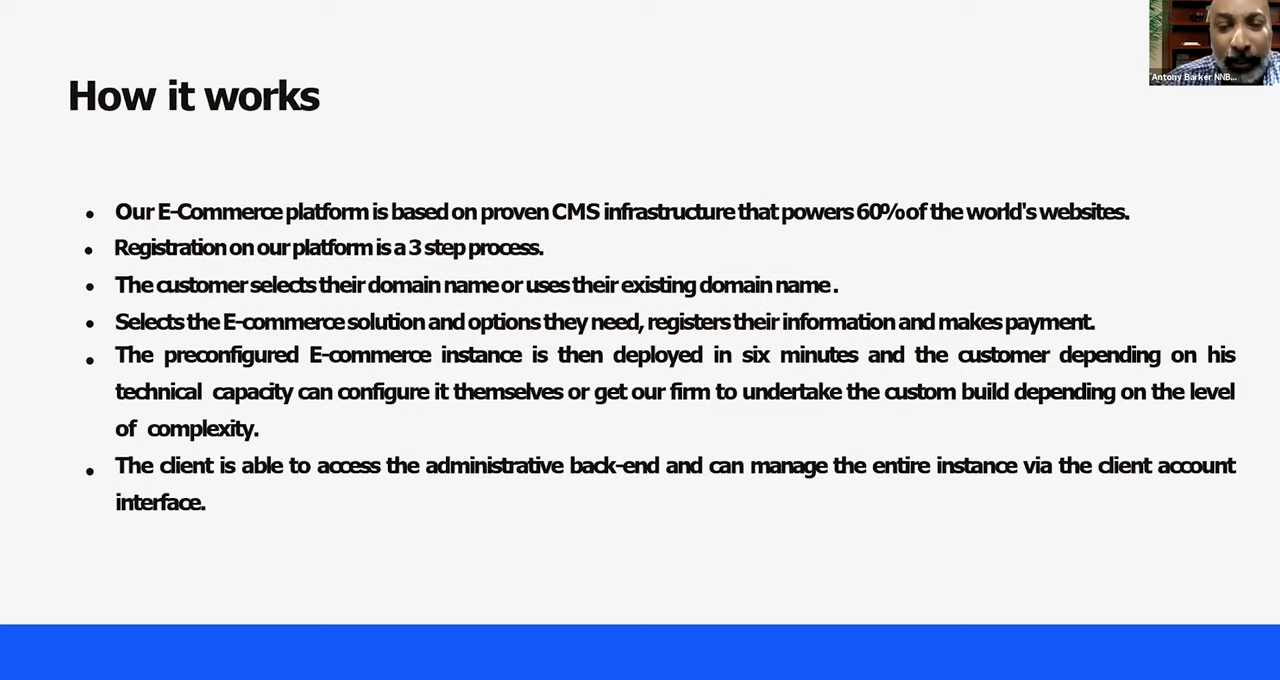 Antony Barker NNB...
How it works
• Our E-Commerce platform is based on proven CMS infrastructure that powers 60% of the world's websites.
• Registration on our platform is a 3 step process.
• The customer selects their domain name or uses their existing domain name .
• Selects the E-commerce solution and options they need, registers their information and makes payment.
• The preconfigured E-commerce instance is then deployed in six minutes and the customer depending on his
technical capacity can configure it themselves or get our firm to undertake the custom build depending on the level
of complexity.
• The client is able to access the administrative back-end and can manage the entire instance via the client account
interface.